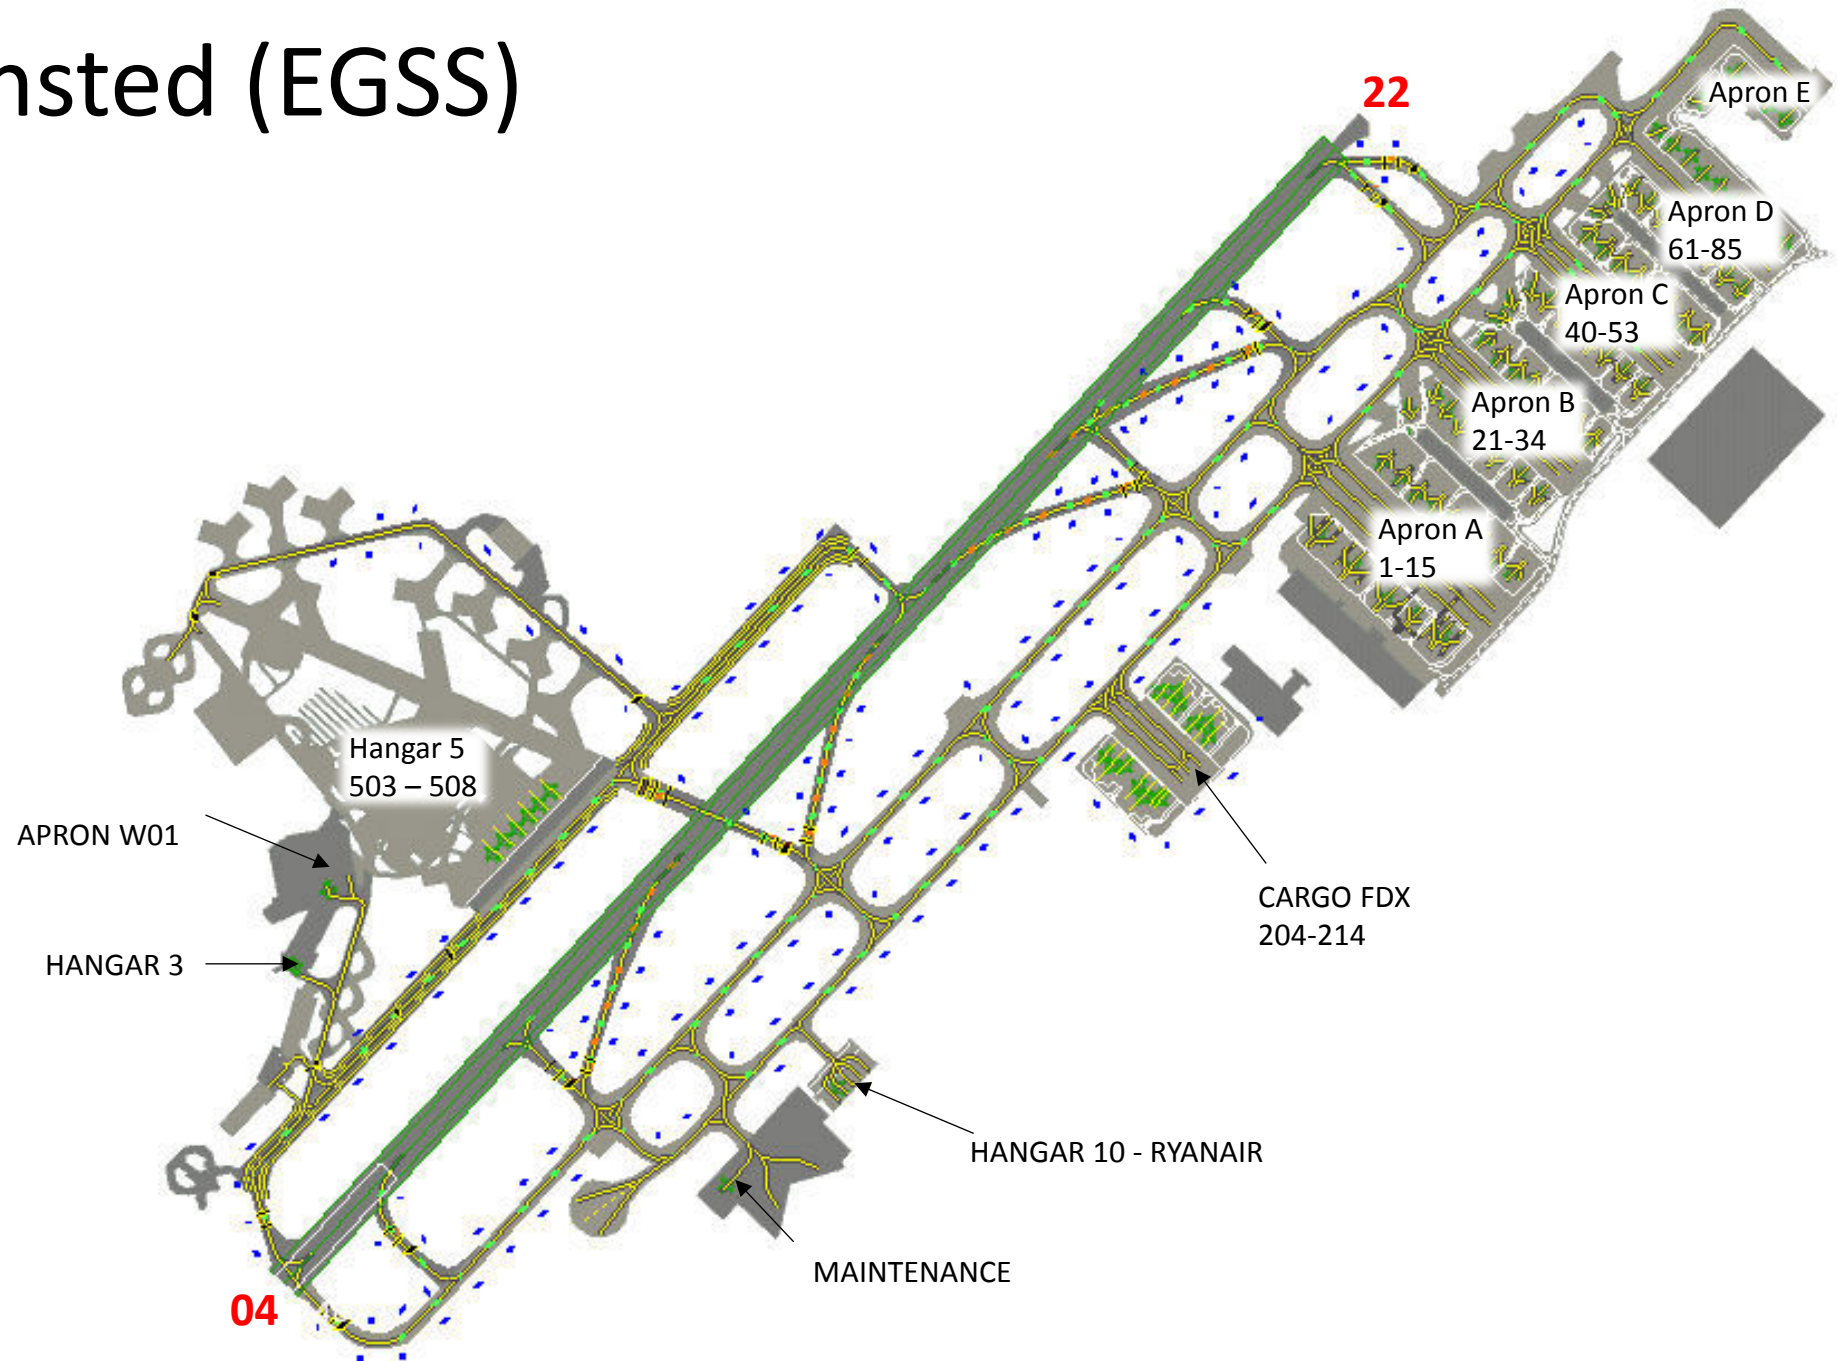 nsted (EGSS)
22
Apron E
Apron D
61-85
Apron C
40-53
Apron B
21-34
Apron A
1-15
Hangar 5
503 – 508
APRON W01
HANGAR 3
CARGO FDX
204-214
HANGAR 10 - RYANAIR
MAINTENANCE
04